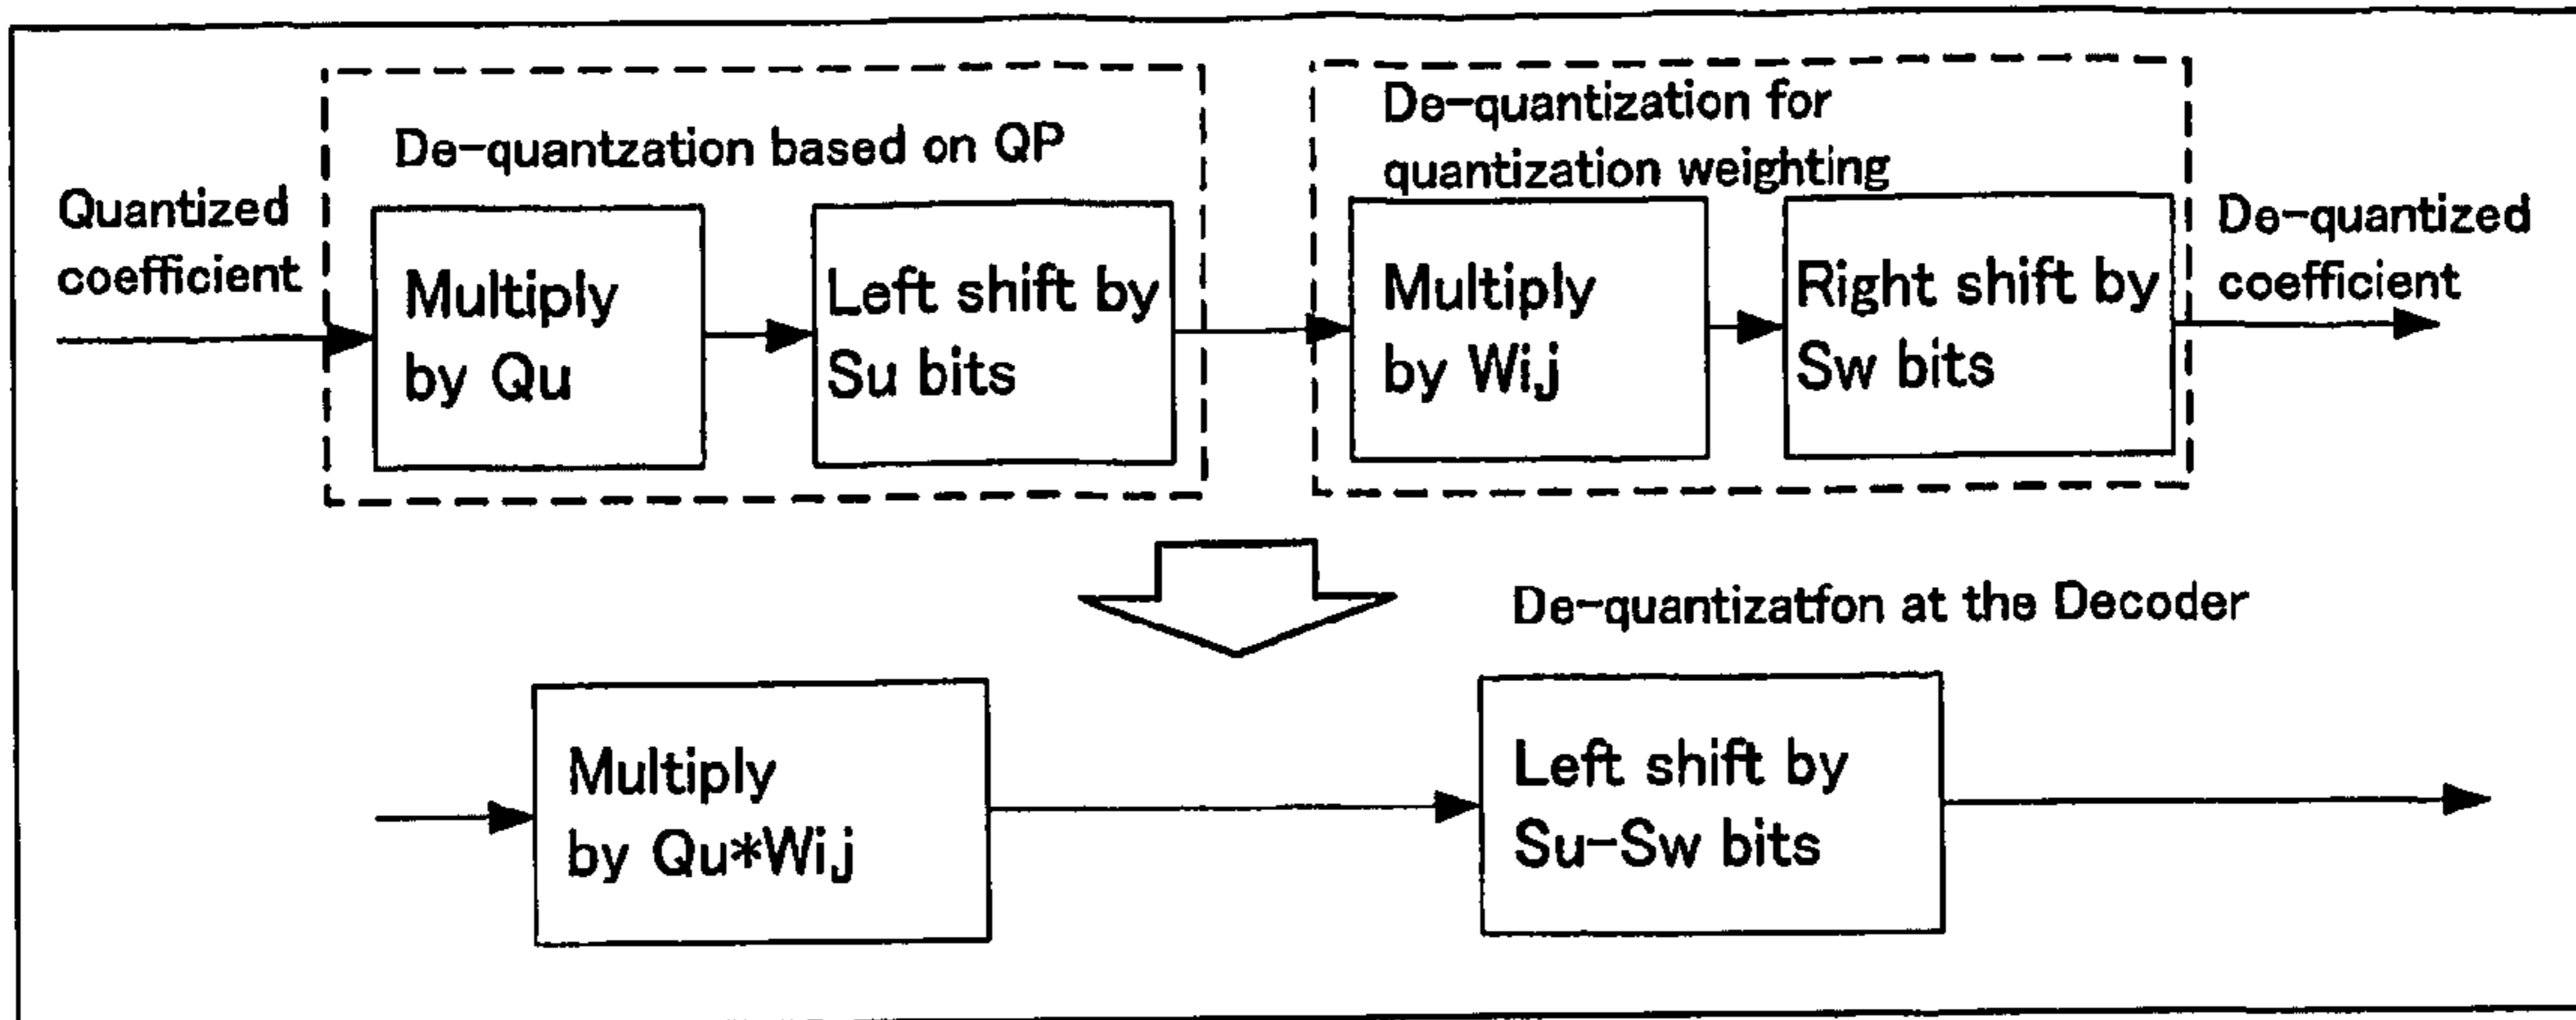 De-quantzation based on QP
De-quantization for
quantization weighting
Quantized
coefficient
Multiply
by Qu
Left shift by
Su bits
Multiply
by Wi,j
Right shift by
Sw bits
De-quantized
coefficient
De-quantizatfon at the Decoder
Multiply
by Qu*Wi,j
Left shift by
Su-Sw bits